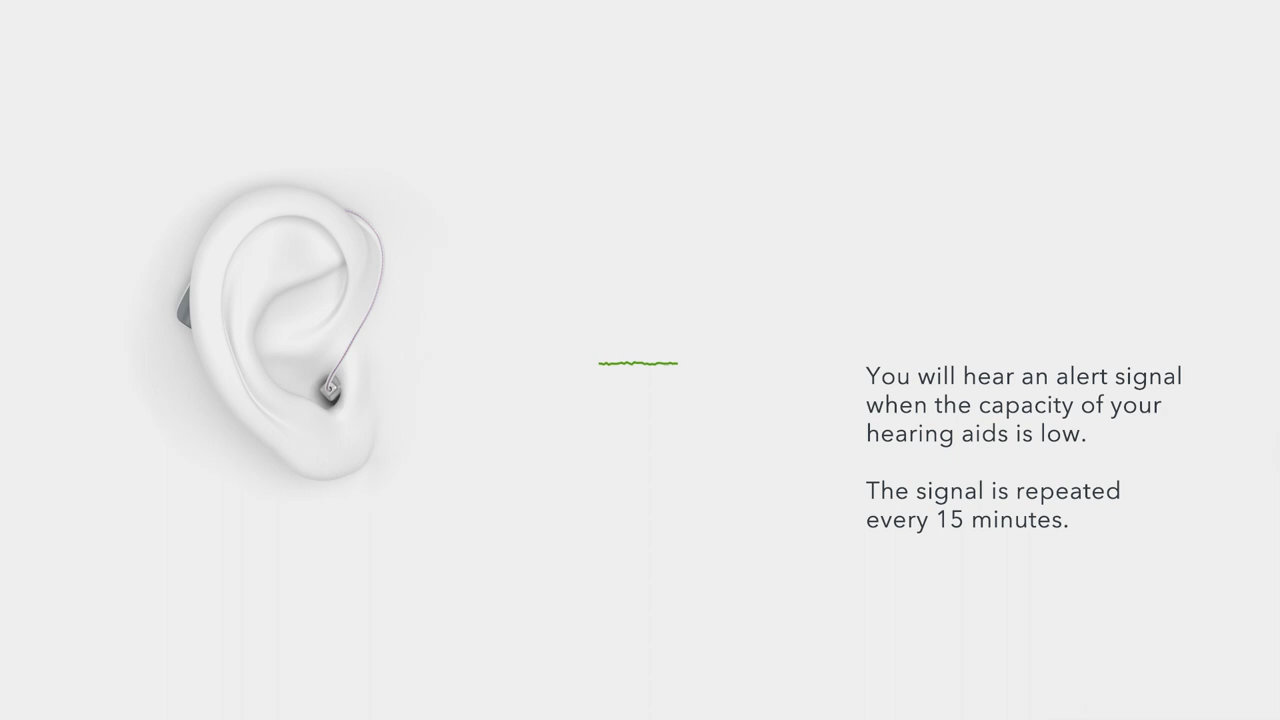 You will hear an alert signal
when the capacity of your
hearing aids is low.
The signal is repeated
every 15 minutes.